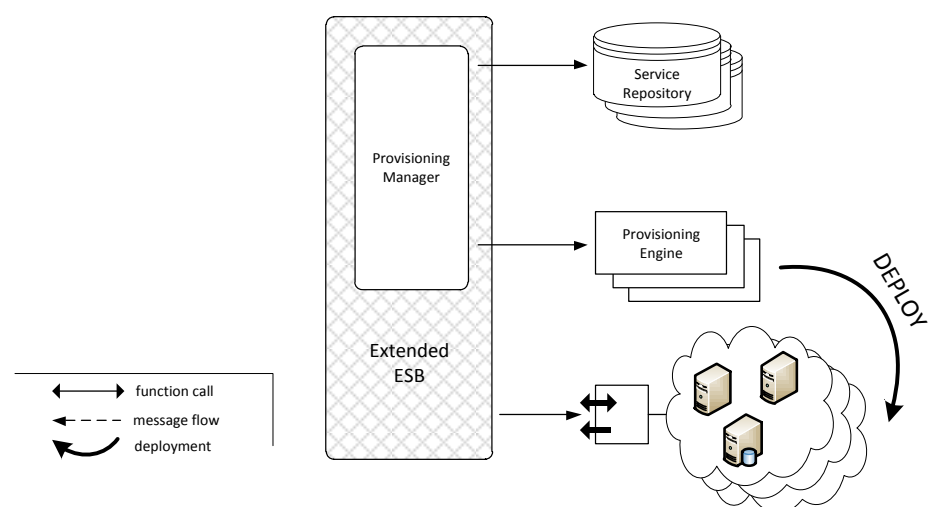 Service
Repository
Provisioning
Manager
Provisioning
Engine
DEPLOY
Extended
ESB
function call
message flow
deployment